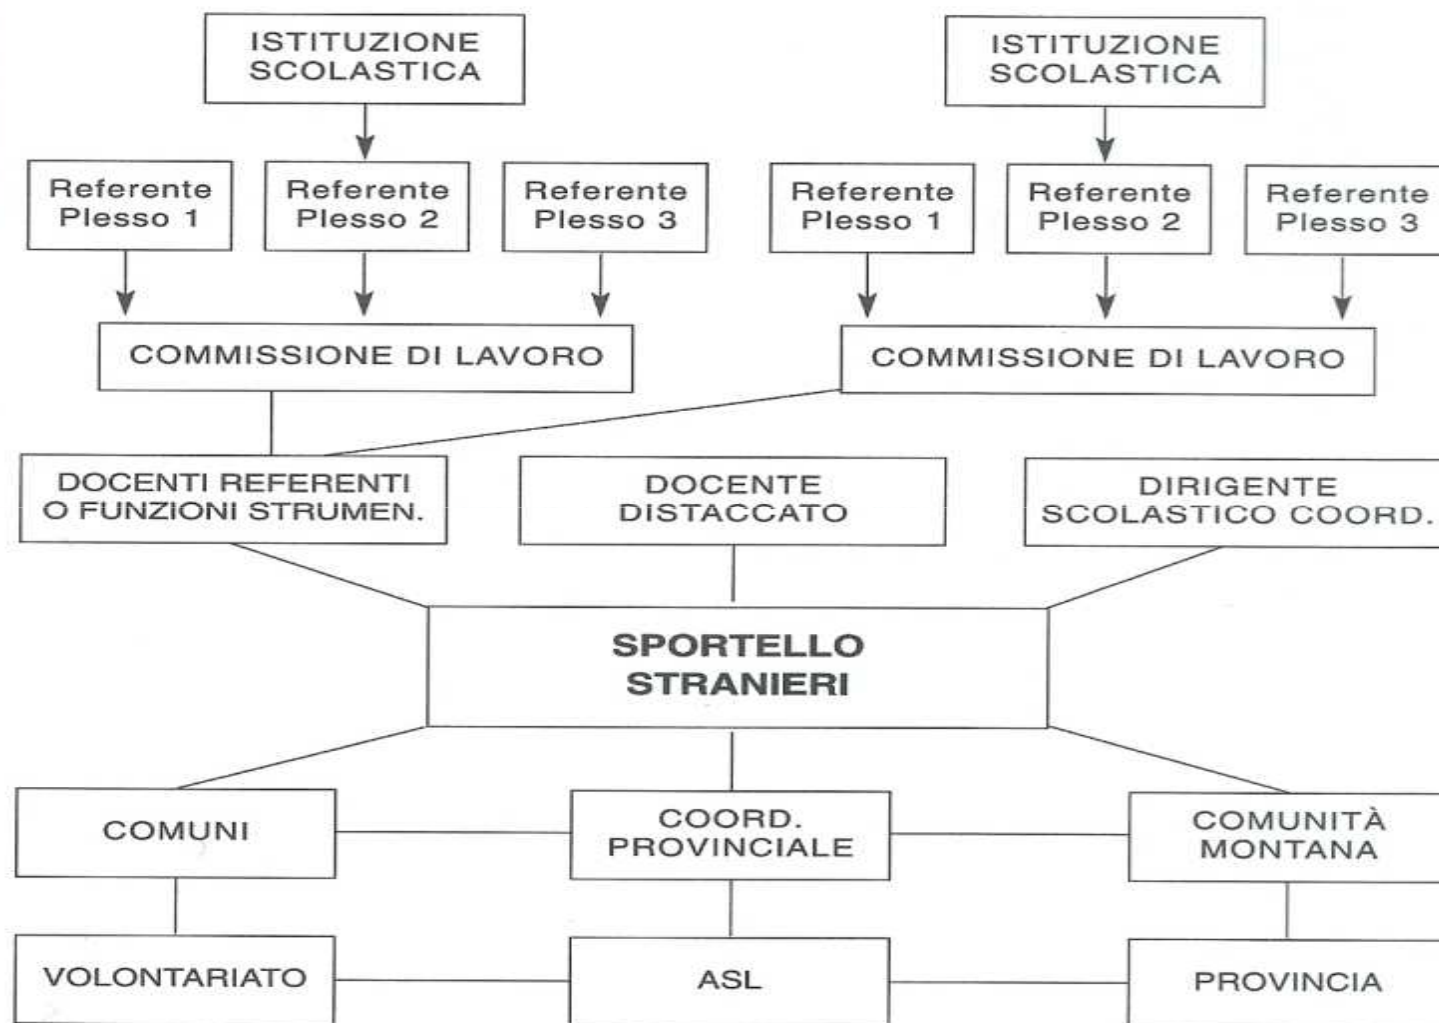 ISTITUZIONE
SCOLASTICA
ISTITUZIONE
SCOLASTICA
Referente
Plesso 1
Referente
Plesso 2
Referente
Plesso 3
Referente
Plesso 1
Referente
Plesso 2
Referente
Plesso 3
COMMISSIONE DI LAVORO
COMMISSIONE DI LAVORO
DOCENTI REFERENTI
O FUNZIONI STRUMEN.
DOCENTE
DISTACCATO
DIRIGENTE
SCOLASTICO COORD.
SPORTELLO
STRANIERI
COMUNI
COORD.
PROVINCIALE
COMUNITÀ
MONTANA
VOLONTARIATO
ASL
PROVINCIA